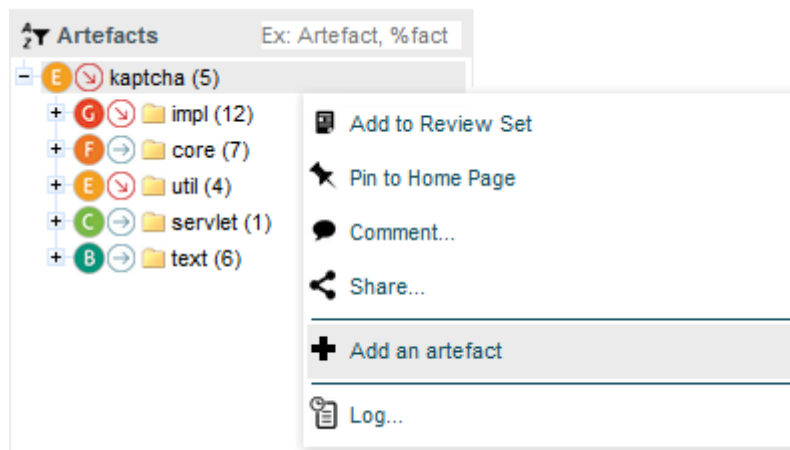 A Z Artefacts Ex: Artefact, %fact
E kaptcha (5)
G impl (12)
F core (7)
E util (4)
C servlet (1)
B text (6)
Add to Review Set
Pin to Home Page
Comment...
Share...
Add an artefact
Log...